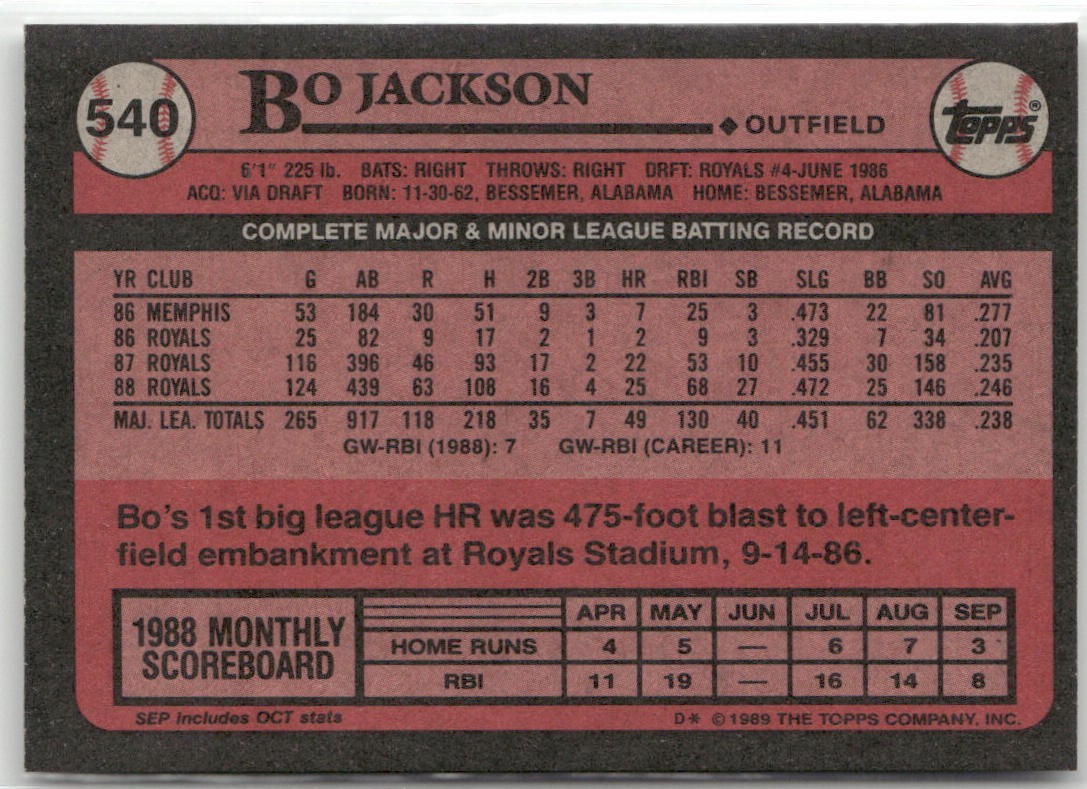 540
BO JACKSON
◆ OUTFIELD
TOPPS®
6'1" 225 lb. BATS: RIGHT THROWS: RIGHT DRFT: ROYALS #4-JUNE 1986
ACQ: VIA DRAFT BORN: 11-30-62, BESSEMER, ALABAMA HOME: BESSEMER, ALABAMA
COMPLETE MAJOR & MINOR LEAGUE BATTING RECORD
YR CLUB G AB R H 2B 3B HR RBI SB SLG BB SO AVG
86 MEMPHIS 53 184 30 51 9 3 7 25 3 .473 22 81 .277
86 ROYALS 25 82 9 17 2 1 2 9 3 .329 7 34 .207
87 ROYALS 116 396 46 93 17 2 22 53 10 .455 30 158 .235
88 ROYALS 124 439 63 108 16 4 25 68 27 .472 25 146 .246
MAJ. LEA. TOTALS 265 917 118 218 35 7 49 130 40 .451 62 338 .238
GW-RBI (1988): 7 GW-RBI (CAREER): 11
Bo's 1st big league HR was 475-foot blast to left-center-
field embankment at Royals Stadium, 9-14-86.
1988 MONTHLY
SCOREBOARD
APR MAY JUN JUL AUG SEP
HOME RUNS 4 5 — 6 7 3
RBI 11 19 — 16 14 8
SEP includes OCT stats
D* © 1989 THE TOPPS COMPANY, INC.